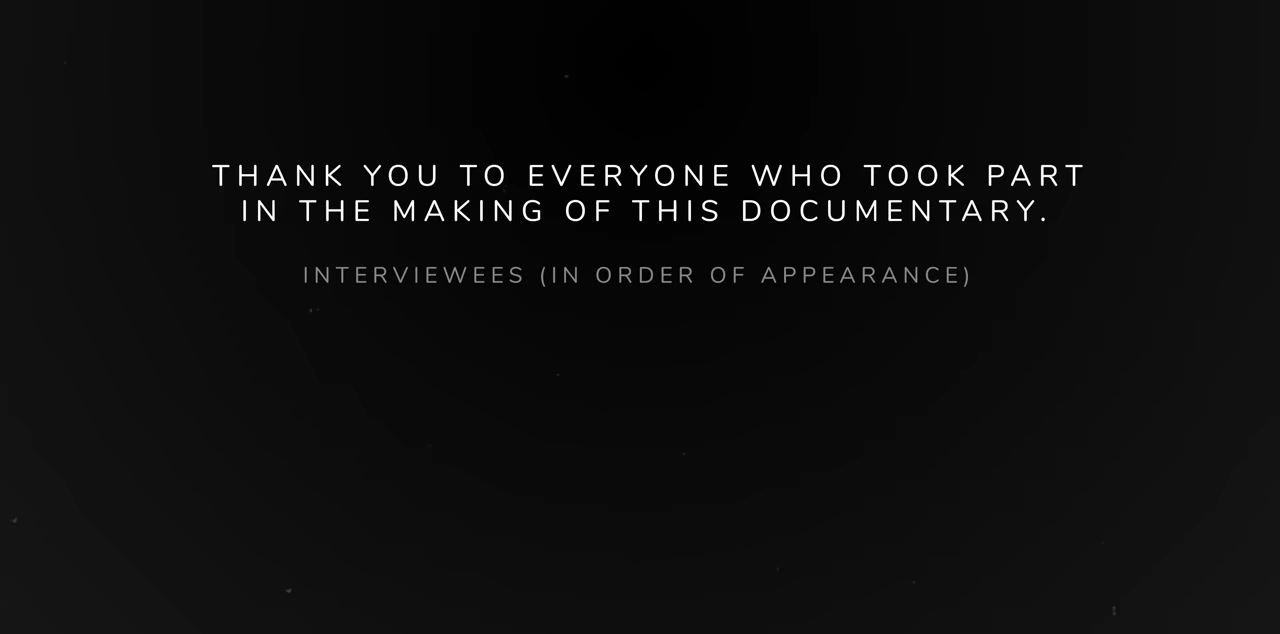 THANK YOU TO EVERYONE WHO TOOK PART
IN THE MAKING OF THIS DOCUMENTARY.
INTERVIEWEES (IN ORDER OF APPEARANCE)